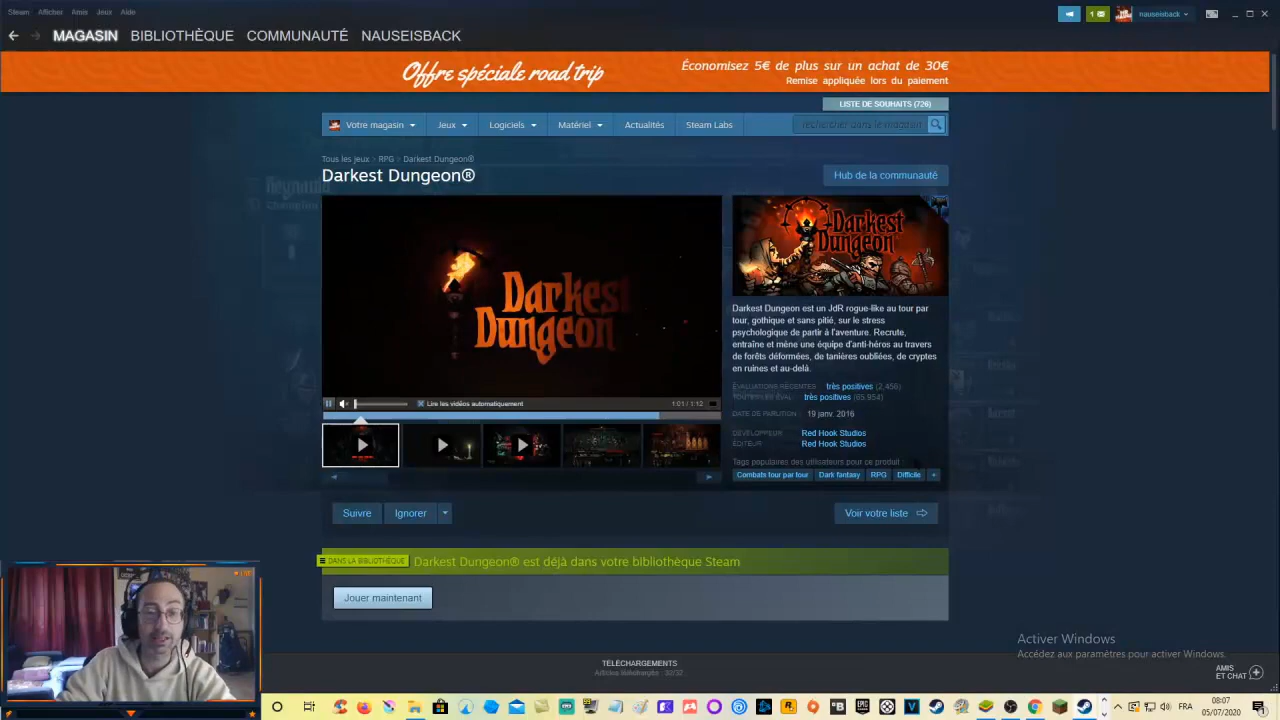 Steam Afficher Amis Jeux Aide
1
nauseisback
MAGASIN BIBLIOTHÈQUE COMMUNAUTÉ NAUSEISBACK
Offre spéciale road trip
Économisez 5€ de plus sur un achat de 30€
Remise appliquée lors du paiement
LISTE DE SOUHAITS (726)
Votre magasin Jeux Logiciels Matériel Actualités Steam Labs
rechercher dans le magasin
Tous les jeux > RPG > Darkest Dungeon®
Darkest Dungeon®
Hub de la communauté
Darkest
Dungeon
Darkest
Dungeon
Darkest Dungeon est un JdR rogue-like au tour par
tour, gothique et sans pitié, sur le stress
psychologique de partir à l'aventure. Recrute,
entraîne et mène une équipe d'anti-héros au travers
de forêts déformées, de tanières oubliées, de cryptes
en ruines et au-delà.
ÉVALUATIONS RÉCENTES très positives (2,456)
très positives (65,954)
DATE DE PARUTION 19 janv. 2016
DÉVELOPPEUR Red Hook Studios
ÉDITEUR Red Hook Studios
Tags populaires des utilisateurs pour ce produit
Combats tour par tour Dark fantasy RPG Difficile +
Lire les vidéos automatiquement
1:01 / 1:12
Suivre Ignorer
Voir votre liste
DANS LA BIBLIOTHÈQUE
Darkest Dungeon® est déjà dans votre bibliothèque Steam
Jouer maintenant
LIVE
Activer Windows
Accédez aux paramètres pour activer Windows.
TÉLÉCHARGEMENTS
AMIS
ET CHAT
FR
08:07
05/07/2020